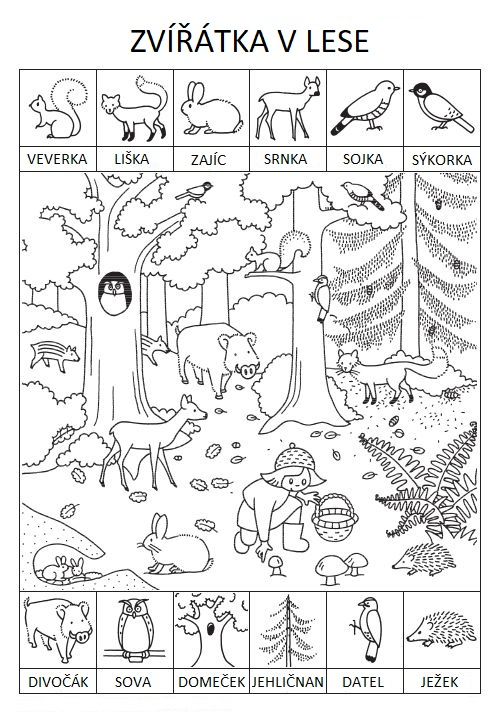 ZVÍŘÁTKA V LESE
VEVERKA LIŠKA ZAJÍC SRNKA SOJKA SÝKORKA
DIVOČÁK SOVA DOMEČEK JEHLIČNAN DATEL JEŽEK